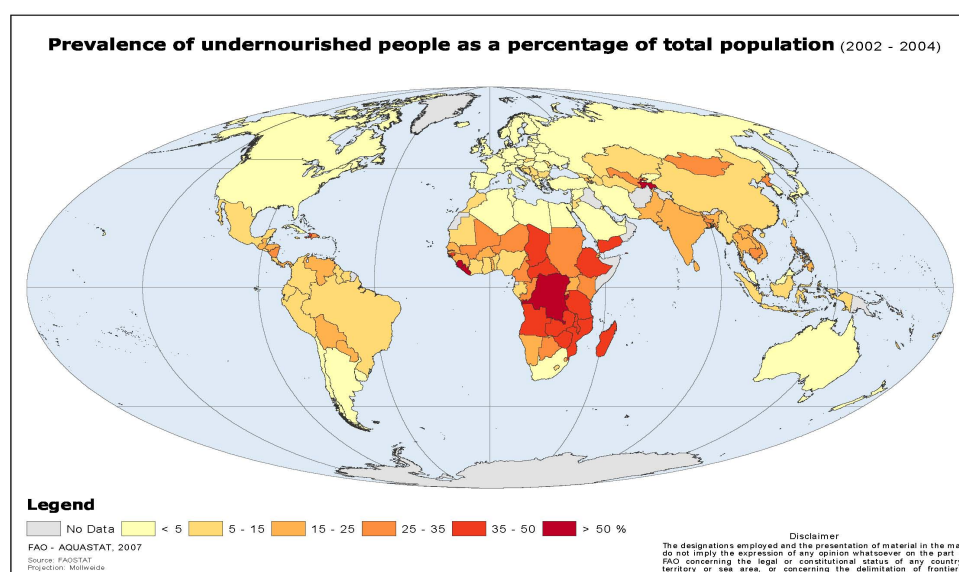 Prevalence of undernourished people as a percentage of total population (2002 - 2004)
Legend
No Data < 5 5 - 15 15 - 25 25 - 35 35 - 50 > 50 %
FAO - AQUASTAT, 2007
Source: FAOSTAT
Projection: Mollweide
Disclaimer
The designations employed and the presentation of material in the ma
do not imply the expression of any opinion whatsoever on the part
FAO concerning the legal or constitutional status of any country
territory or sea area, or concerning the delimitation of frontier